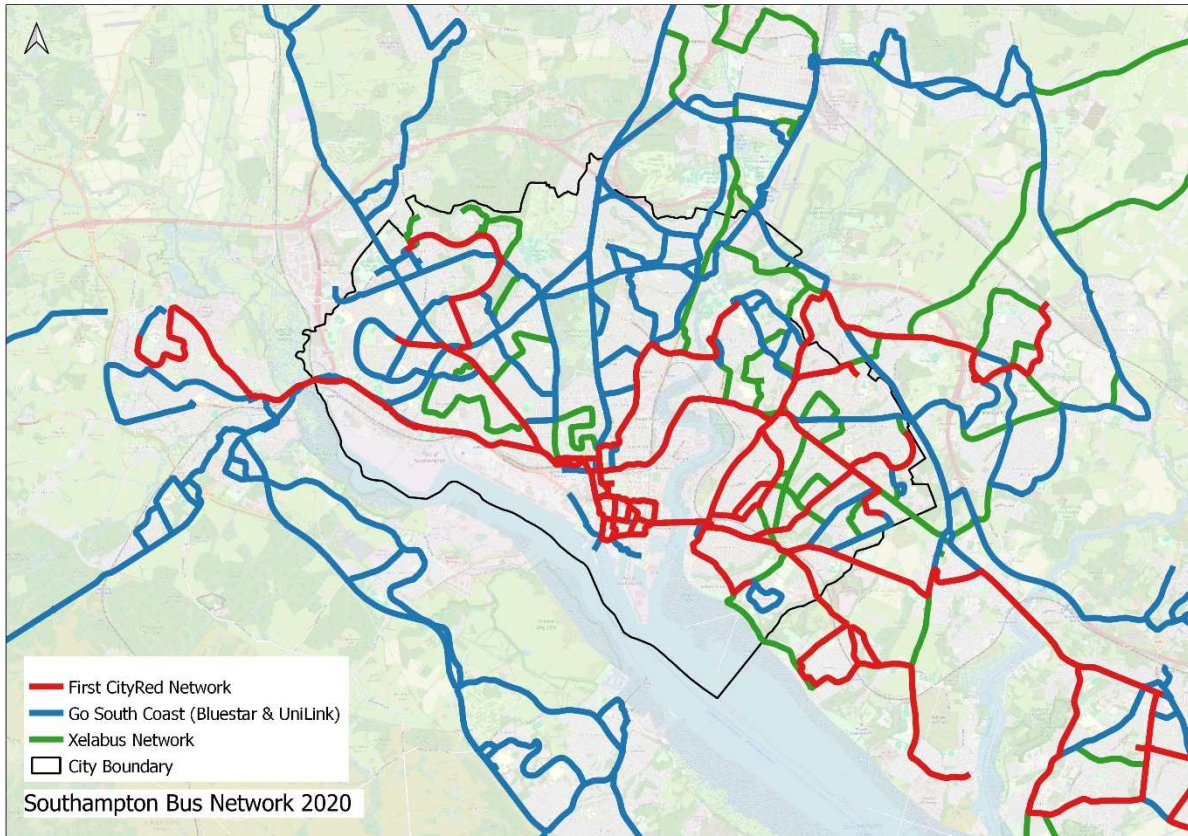 First CityRed Network
Go South Coast (Bluestar & UniLink)
Xelabus Network
City Boundary
Southampton Bus Network 2020